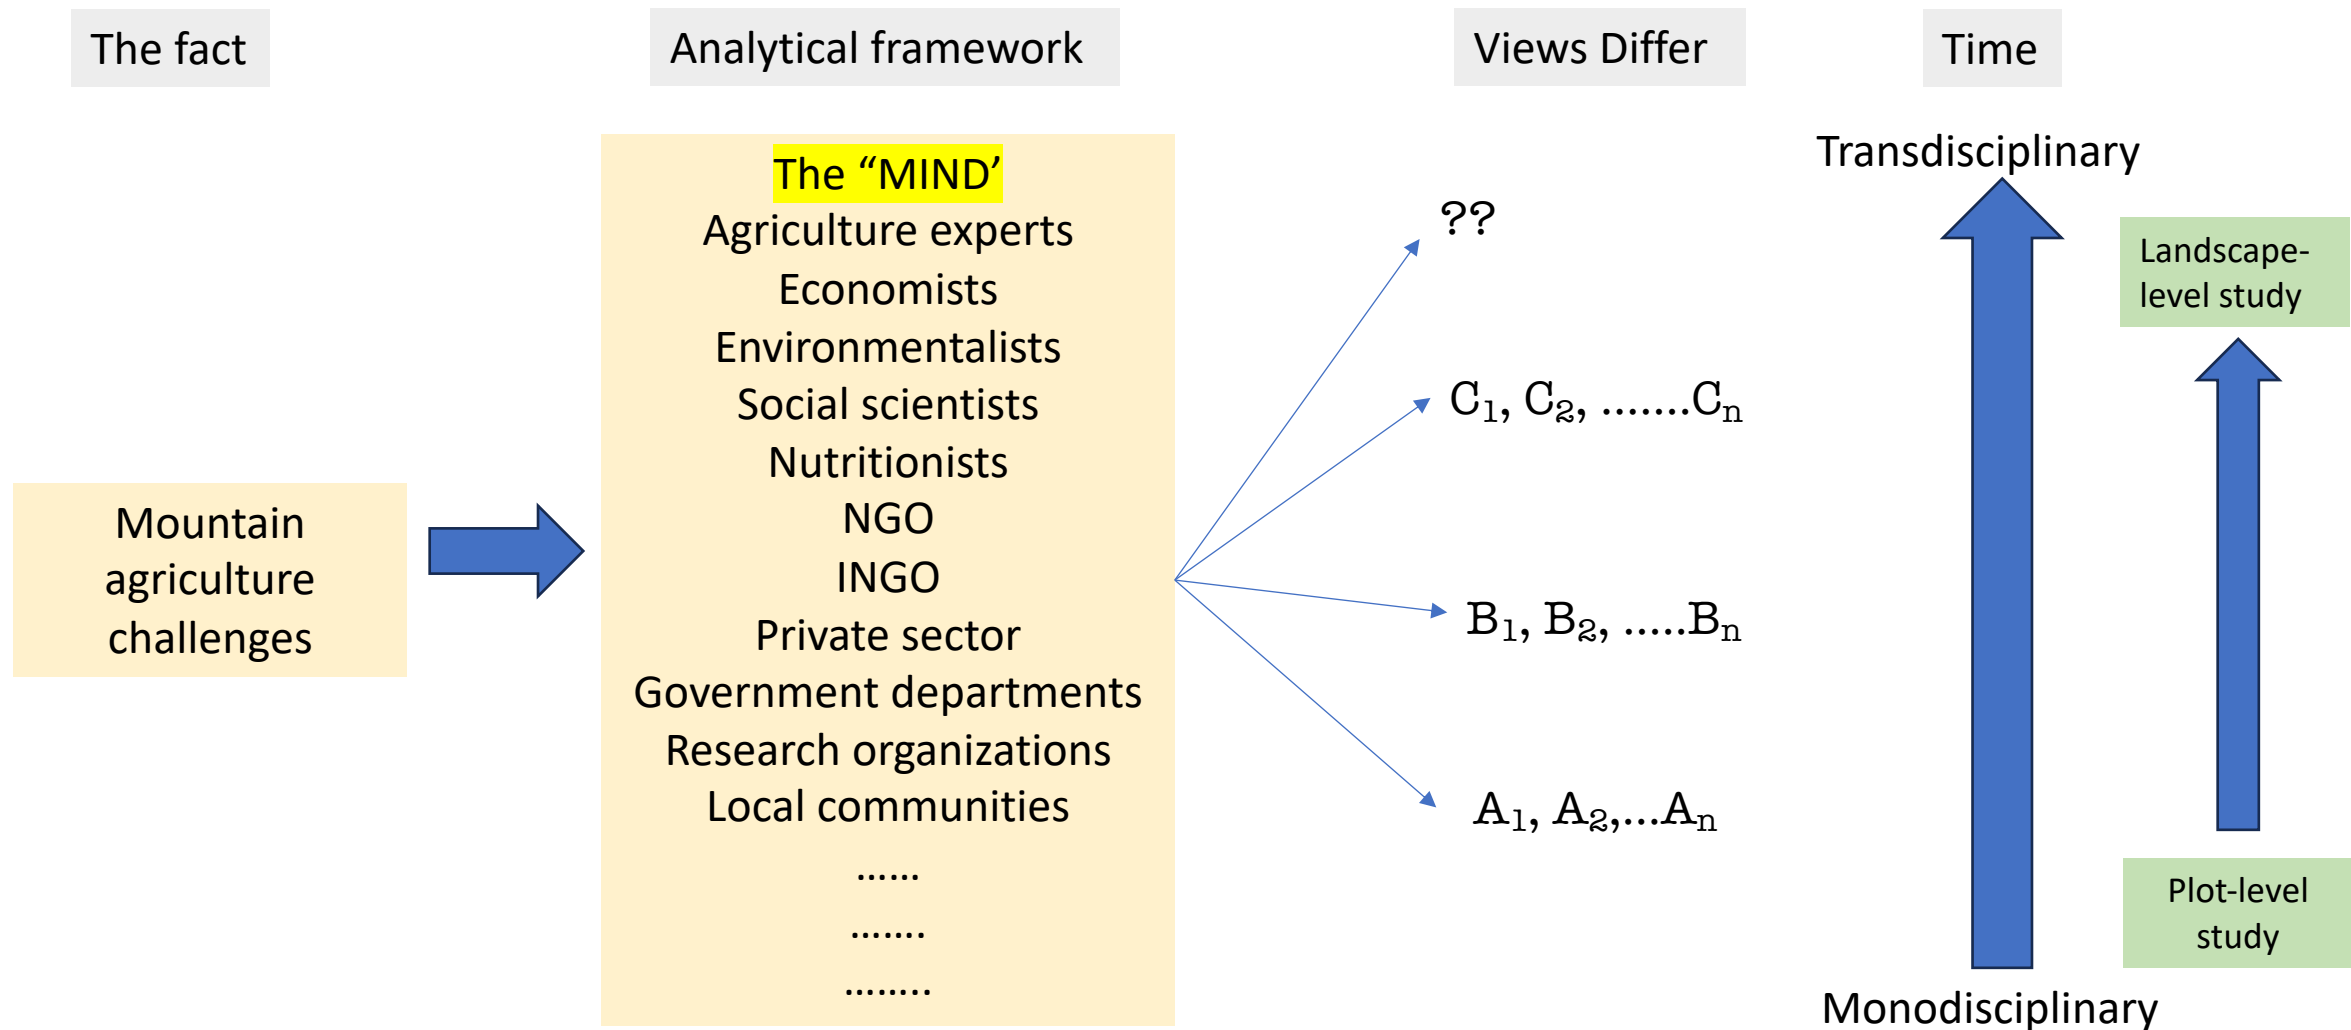 The fact
Analytical framework
Views Differ
Time
Mountain
agriculture
challenges
The “MIND’
Agriculture experts
Economists
Environmentalists
Social scientists
Nutritionists
NGO
INGO
Private sector
Government departments
Research organizations
Local communities
……
…….
……..
??
C₁, C₂, .......Cₙ
B₁, B₂, .....Bₙ
A₁, A₂,...Aₙ
Transdisciplinary
Monodisciplinary
Landscape-
level study
Plot-level
study